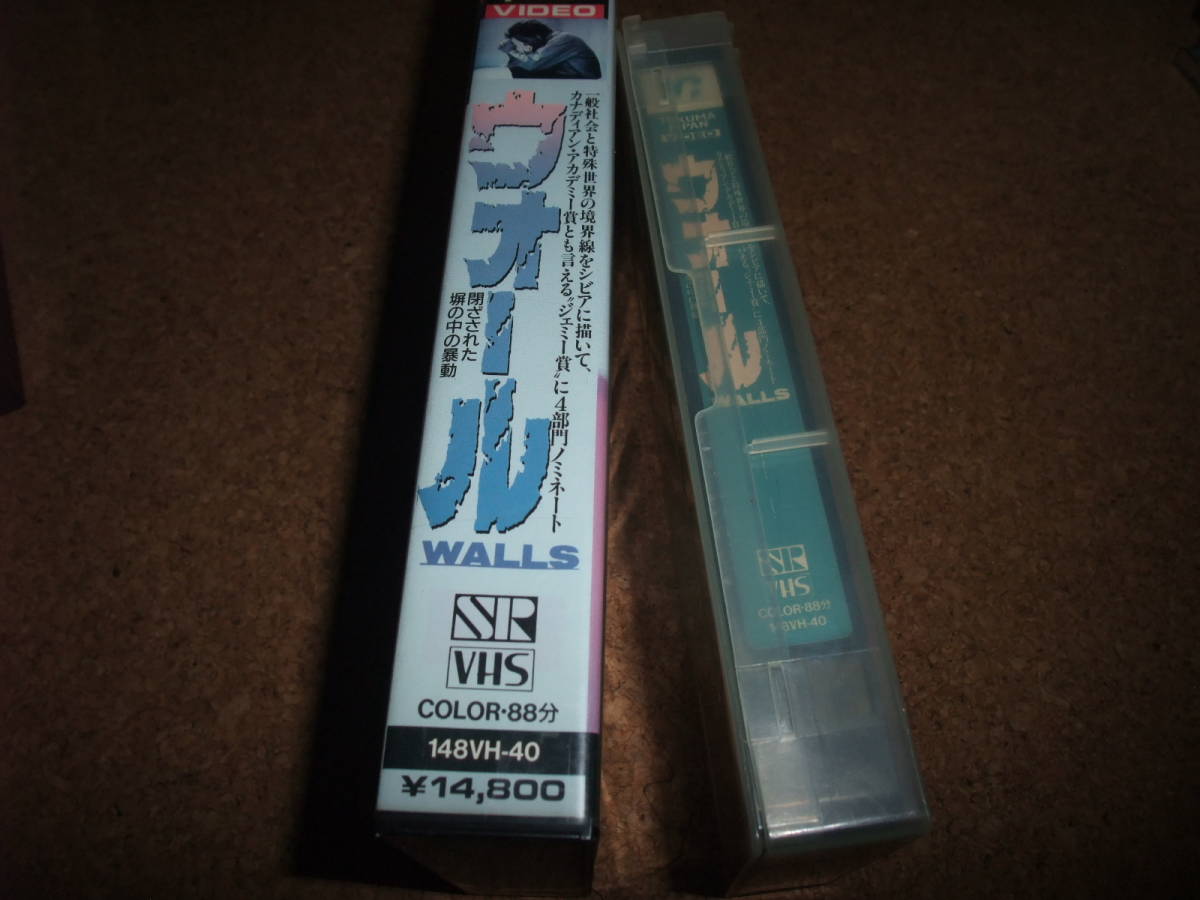 VIDEO
一般社会と特殊世界の境界線をシビアに描いて、
カナディアン・アカデミー賞とも言える〝ジェミー賞〟に4部門ノミネート
ウォール
閉ざされた
塀の中の暴動
WALLS
SR
VHS
COLOR・88分
148VH-40
¥14,800
JAPAN
ウォール
WALLS
SR
VHS
COLOR・88分
148VH-40